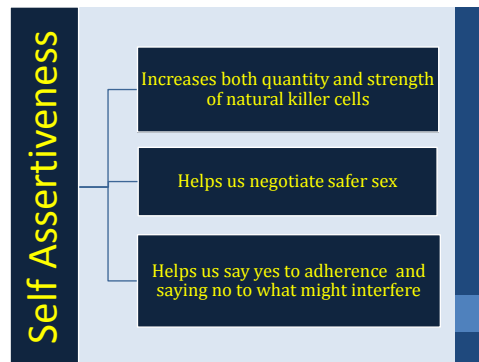 Self Assertiveness
Increases both quantity and strength
of natural killer cells
Helps us negotiate safer sex
Helps us say yes to adherence and
saying no to what might interfere